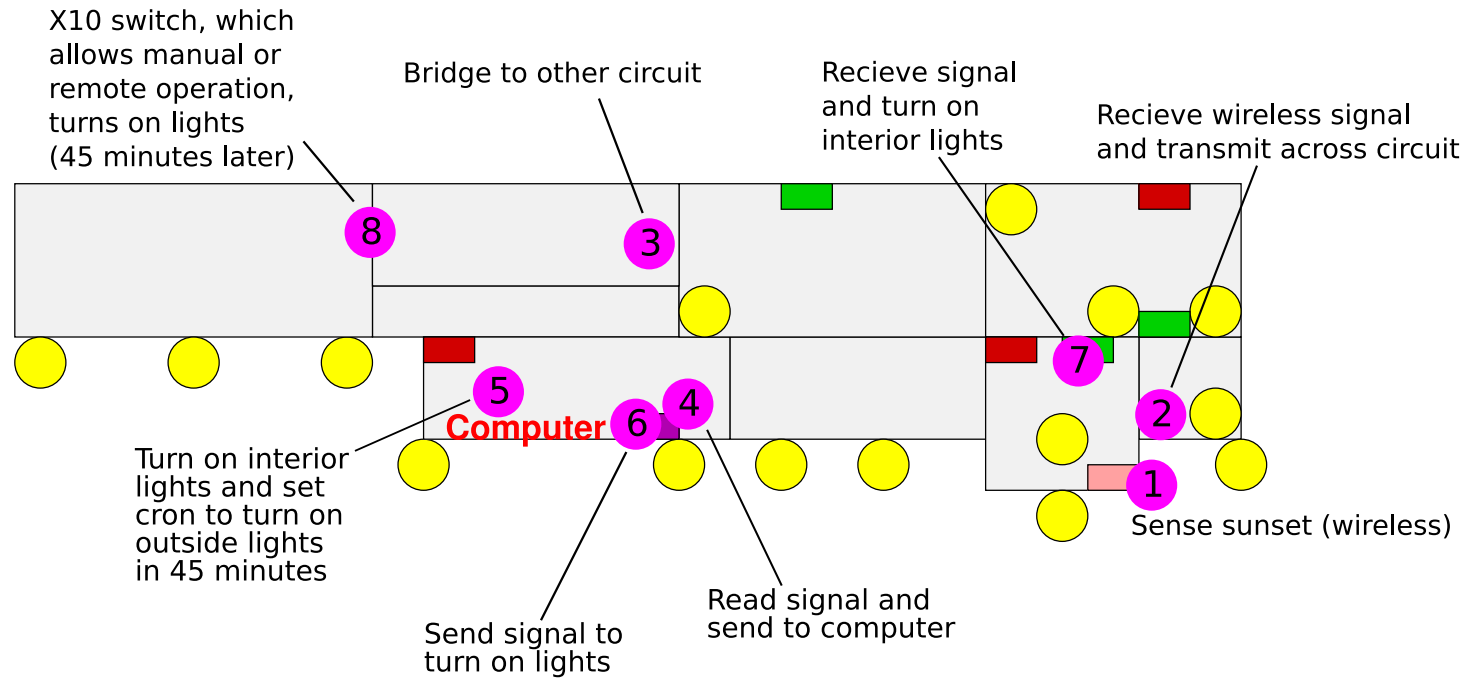 X10 switch, which
allows manual or
remote operation,
turns on lights
(45 minutes later)
Bridge to other circuit
Recieve signal
and turn on
interior lights
Recieve wireless signal
and transmit across circuit
8
3
7
5
4
6
2
Computer
1
Turn on interior
lights and set
cron to turn on
outside lights
in 45 minutes
Sense sunset (wireless)
Send signal to
turn on lights
Read signal and
send to computer